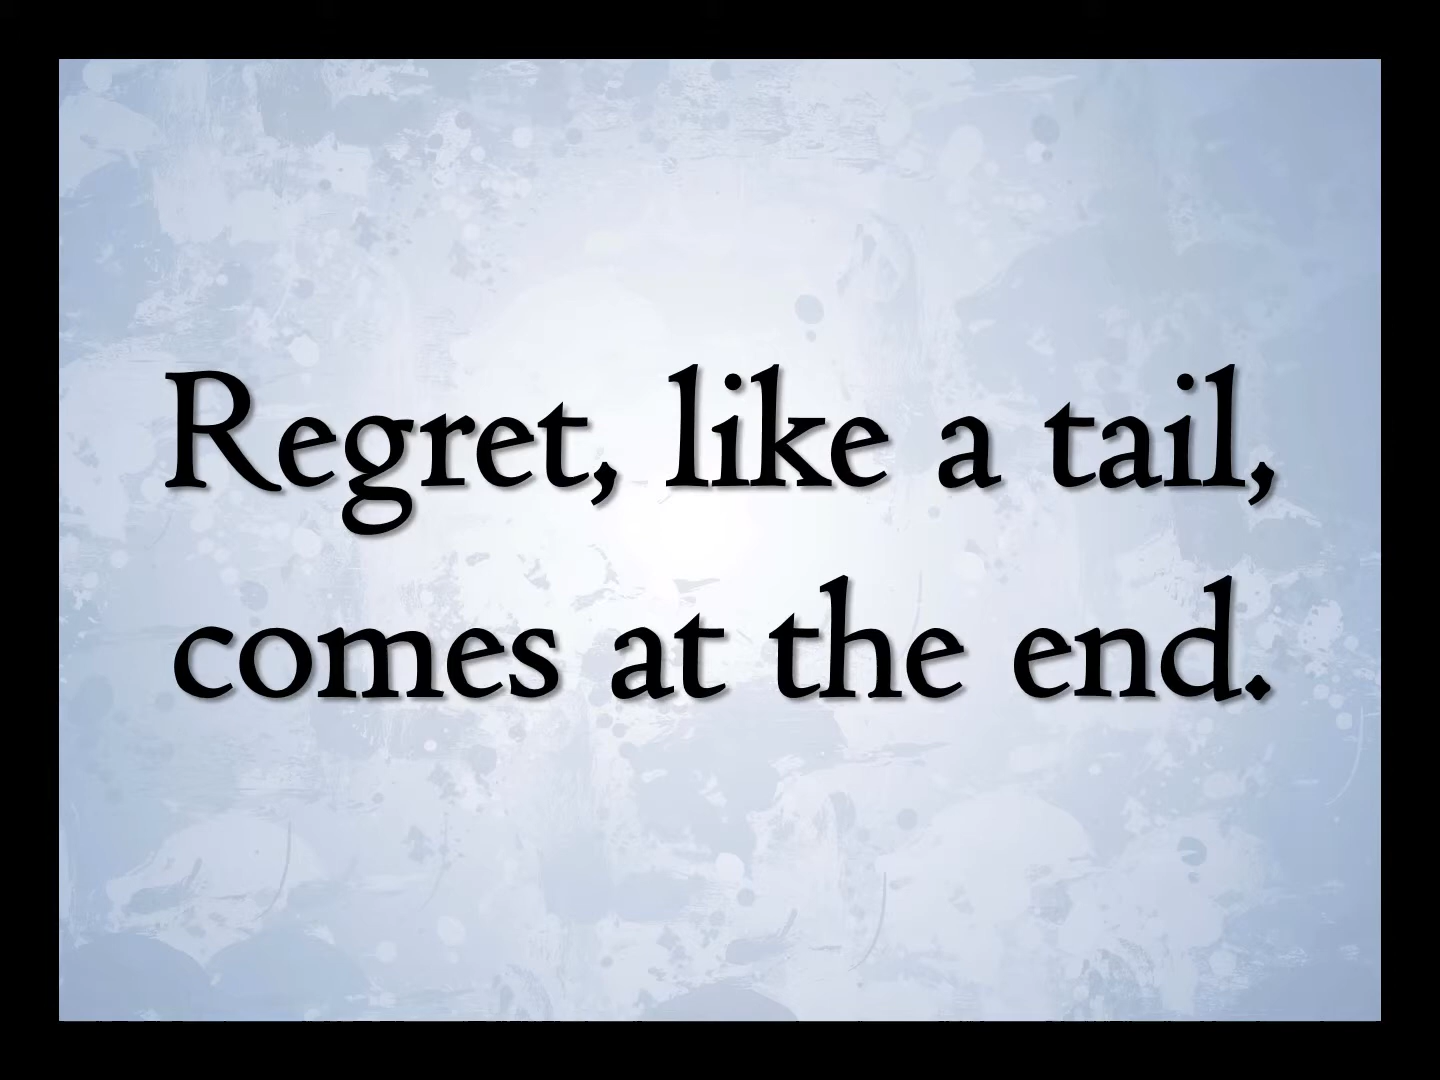 Regret, like a tail,
comes at the end.